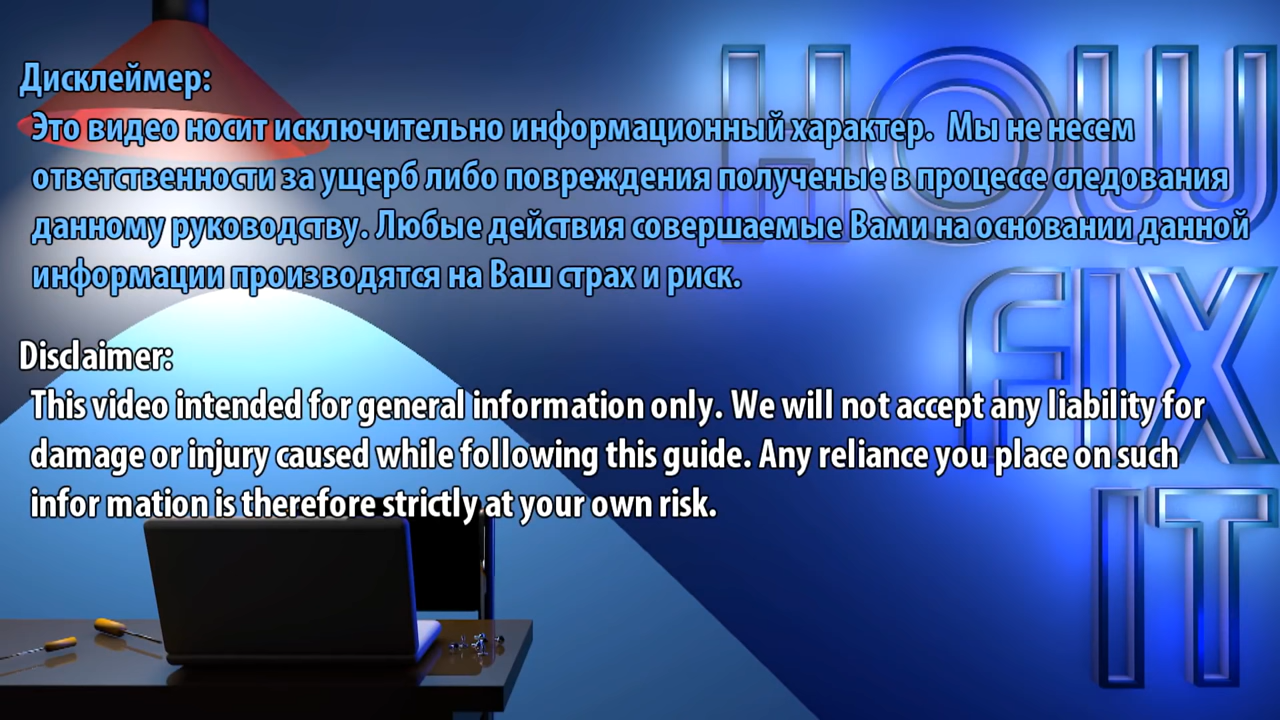 HOW
FIX
IT
Дисклеймер:
Это видео носит исключительно информационный характер. Мы не несем
ответственности за ущерб либо повреждения полученые в процессе следования
данному руководству. Любые действия совершаемые Вами на основании данной
информации производятся на Ваш страх и риск.
Disclaimer:
This video intended for general information only. We will not accept any liability for
damage or injury caused while following this guide. Any reliance you place on such
infor mation is therefore strictly at your own risk.